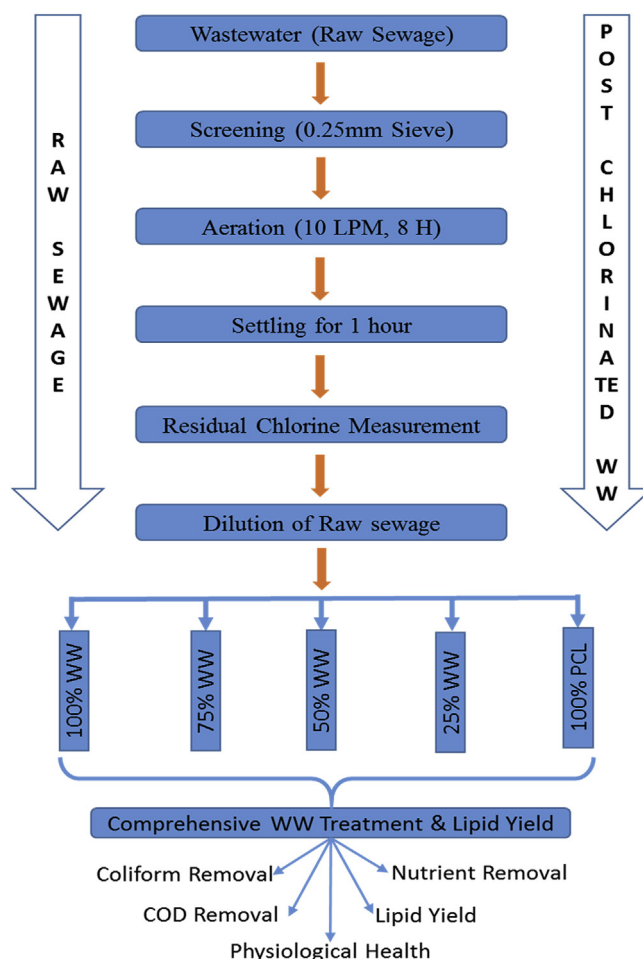 Wastewater (Raw Sewage)
Screening (0.25mm Sieve)
Aeration (10 LPM, 8 H)
Settling for 1 hour
Residual Chlorine Measurement
Dilution of Raw sewage
RAW SEWAGE
POST CHLORINATED WW
100% WW
75% WW
50% WW
25% WW
100% PCL
Comprehensive WW Treatment & Lipid Yield
Coliform Removal
Nutrient Removal
COD Removal
Lipid Yield
Physiological Health